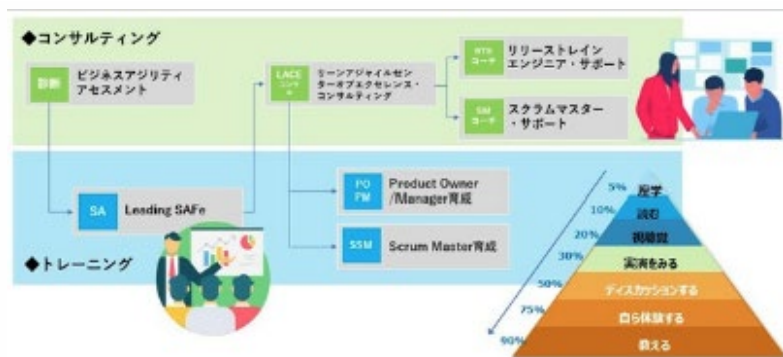 ◆コンサルティング
診断
ビジネスアジリティ
アセスメント
LACE
リーンアジャイルセン
ターオブエクセレンス・
コンサルティング
コーチ
リリーストレイン
エンジニア・サポート
SM
コーチ
スクラムマスター
・サポート
SA
Leading SAFe
PO
PM
Product Owner
/Manager育成
SSM
Scrum Master育成
◆トレーニング
5%
座学
10%
読む
20%
視聴覚
30%
実演をみる
50%
ディスカッションする
75%
自ら体験する
90%
教える